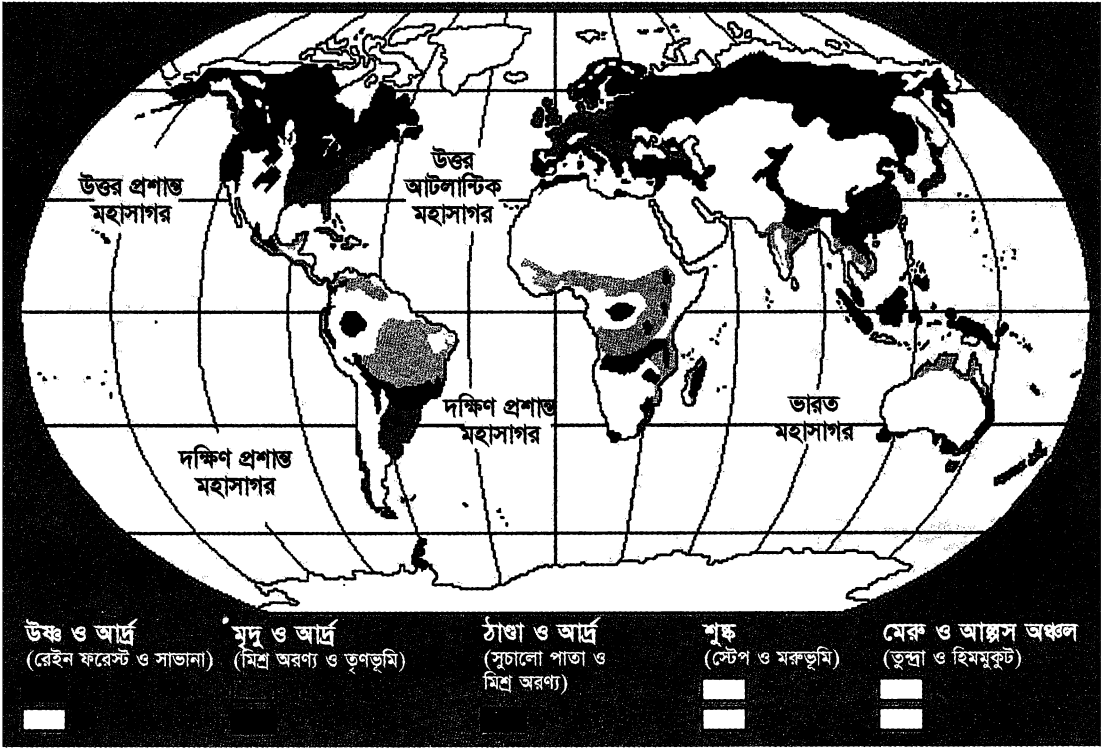 উত্তর প্রশান্ত
মহাসাগর
উত্তর
আটলান্টিক
মহাসাগর
দক্ষিণ প্রশান্ত
মহাসাগর
দক্ষিণ প্রশান্ত
মহাসাগর
ভারত
মহাসাগর
উষ্ণ ও আর্দ্র
(রেইন ফরেস্ট ও সাভানা)
মৃদু ও আর্দ্র
(মিশ্র অরণ্য ও তৃণভূমি)
ঠাণ্ডা ও আর্দ্র
(সূচালো পাতা ও
মিশ্র অরণ্য)
শুষ্ক
(স্টেপ ও মরুভূমি)
মেরু ও আল্পস অঞ্চল
(তুন্দ্রা ও হিমমুকুট)